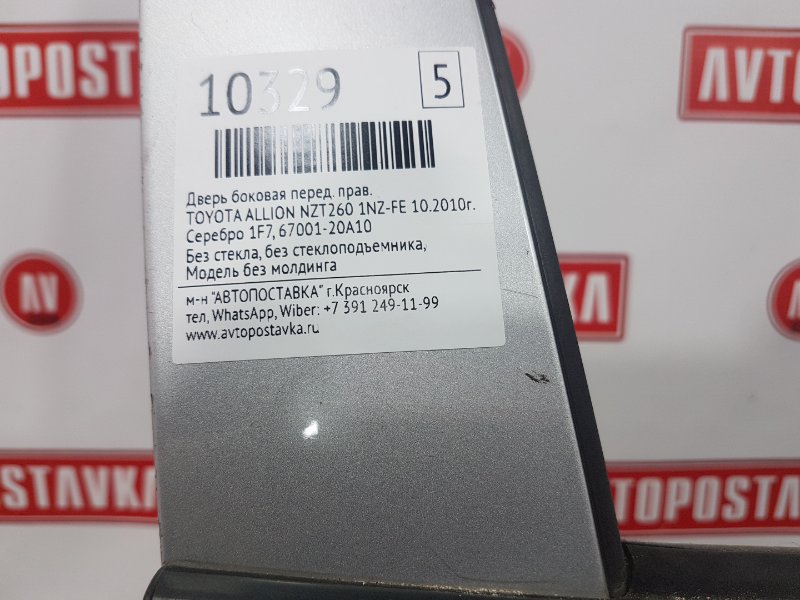 AVTOPOSTAVKA
10329
5
Дверь боковая перед. прав.
TOYOTA ALLION NZT260 1NZ-FE 10.2010г.
Серебро 1F7, 67001-20A10
Без стекла, без стеклоподъемника,
Модель без молдинга
м-н "АВТОПОСТАВКА" г.Красноярск
тел, WhatsApp, Wiber: +7 391 249-11-99
www.avtopostavka.ru
AV
AV